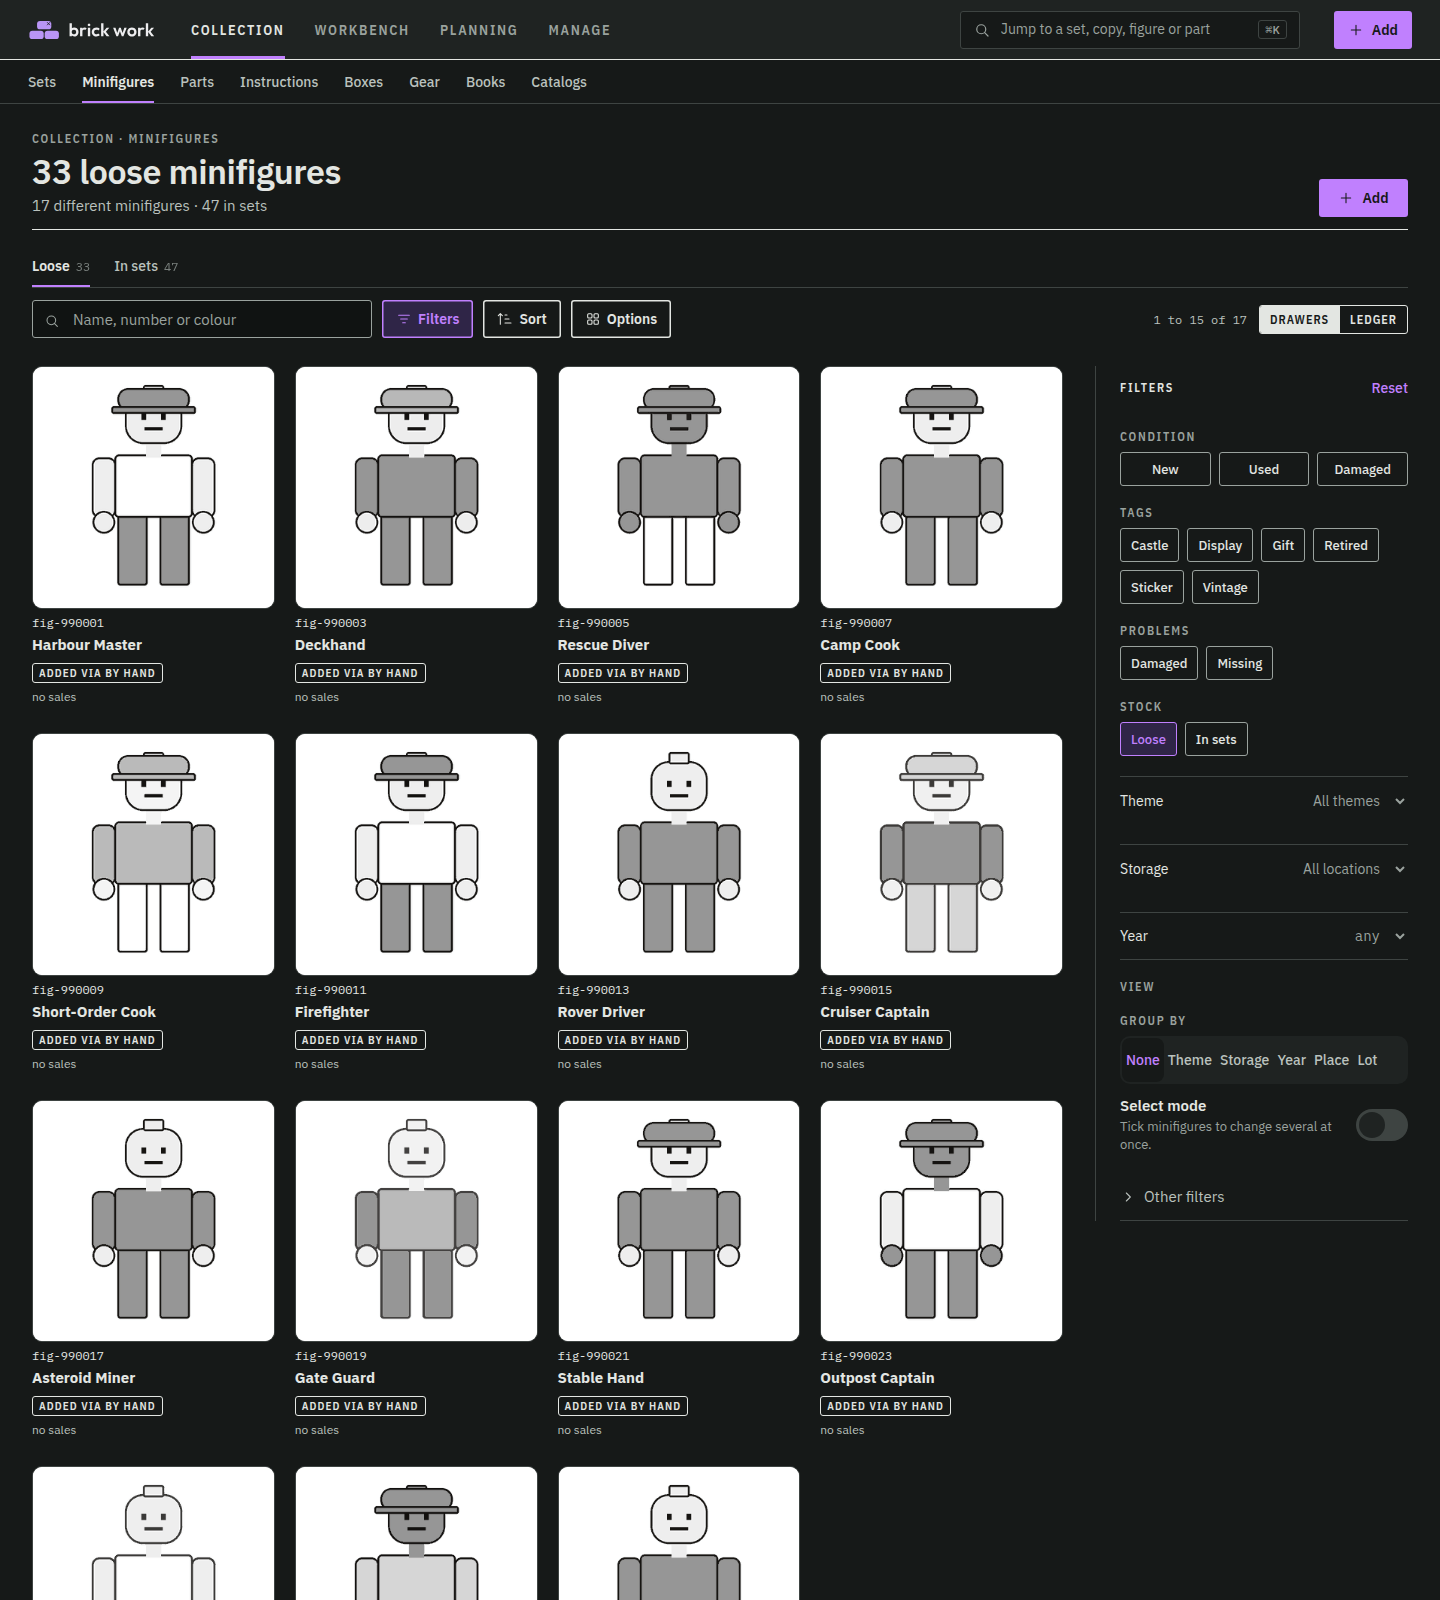 brick work
COLLECTION WORKBENCH PLANNING MANAGE
Jump to a set, copy, figure or part ⌘K
+ Add
Sets Minifigures Parts Instructions Boxes Gear Books Catalogs
COLLECTION · MINIFIGURES
33 loose minifigures
17 different minifigures · 47 in sets
+ Add
Loose 33 In sets 47
Name, number or colour Filters Sort Options
1 to 15 of 17 DRAWERS LEDGER
fig-990001 fig-990003 fig-990005 fig-990007
Harbour Master Deckhand Rescue Diver Camp Cook
ADDED VIA BY HAND ADDED VIA BY HAND ADDED VIA BY HAND ADDED VIA BY HAND
no sales no sales no sales no sales
fig-990009 fig-990011 fig-990013 fig-990015
Short-Order Cook Firefighter Rover Driver Cruiser Captain
ADDED VIA BY HAND ADDED VIA BY HAND ADDED VIA BY HAND ADDED VIA BY HAND
no sales no sales no sales no sales
fig-990017 fig-990019 fig-990021 fig-990023
Asteroid Miner Gate Guard Stable Hand Outpost Captain
ADDED VIA BY HAND ADDED VIA BY HAND ADDED VIA BY HAND ADDED VIA BY HAND
no sales no sales no sales no sales
FILTERS Reset
CONDITION
New Used Damaged
TAGS
Castle Display Gift Retired
Sticker Vintage
PROBLEMS
Damaged Missing
STOCK
Loose In sets
Theme All themes
Storage All locations
Year any
VIEW
GROUP BY
None Theme Storage Year Place Lot
Select mode
Tick minifigures to change several at
once.
Other filters